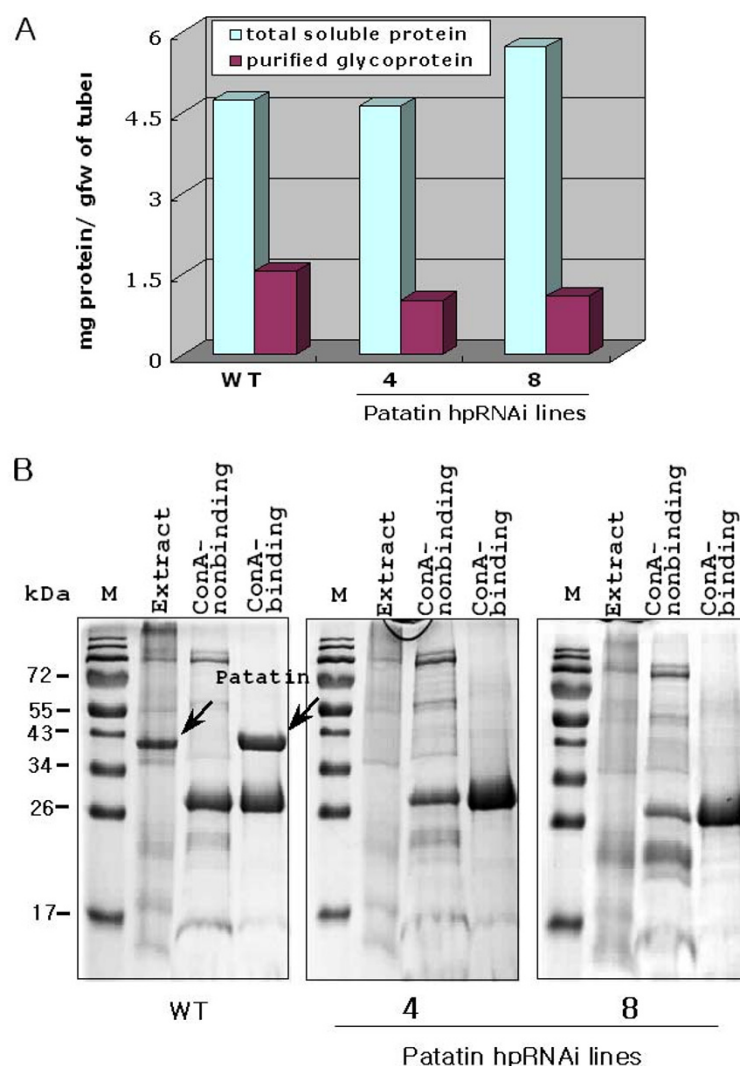 A
total soluble protein
purified glycoprotein
mg protein/ gfw of tuber
6
4.5
3
1.5
0
WT
4
8
Patatin hpRNAi lines
B
kDa
M
Extract
ConA-
nonbinding
ConA-
binding
M
Extract
ConA-
nonbinding
ConA-
binding
M
Extract
ConA-
nonbinding
ConA-
binding
72
55
43
34
26
17
Patatin
WT
4
8
Patatin hpRNAi lines